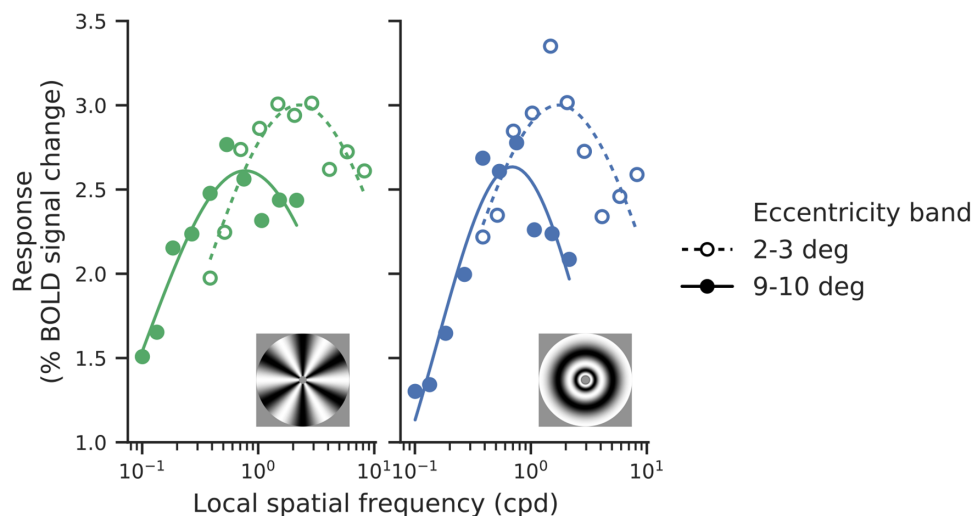 Response
(% BOLD signal change)
3.5
3.0
2.5
2.0
1.5
1.0
10⁻¹ 10⁰ 10¹
10⁻¹ 10⁰ 10¹
Local spatial frequency (cpd)
Eccentricity band
2-3 deg
9-10 deg